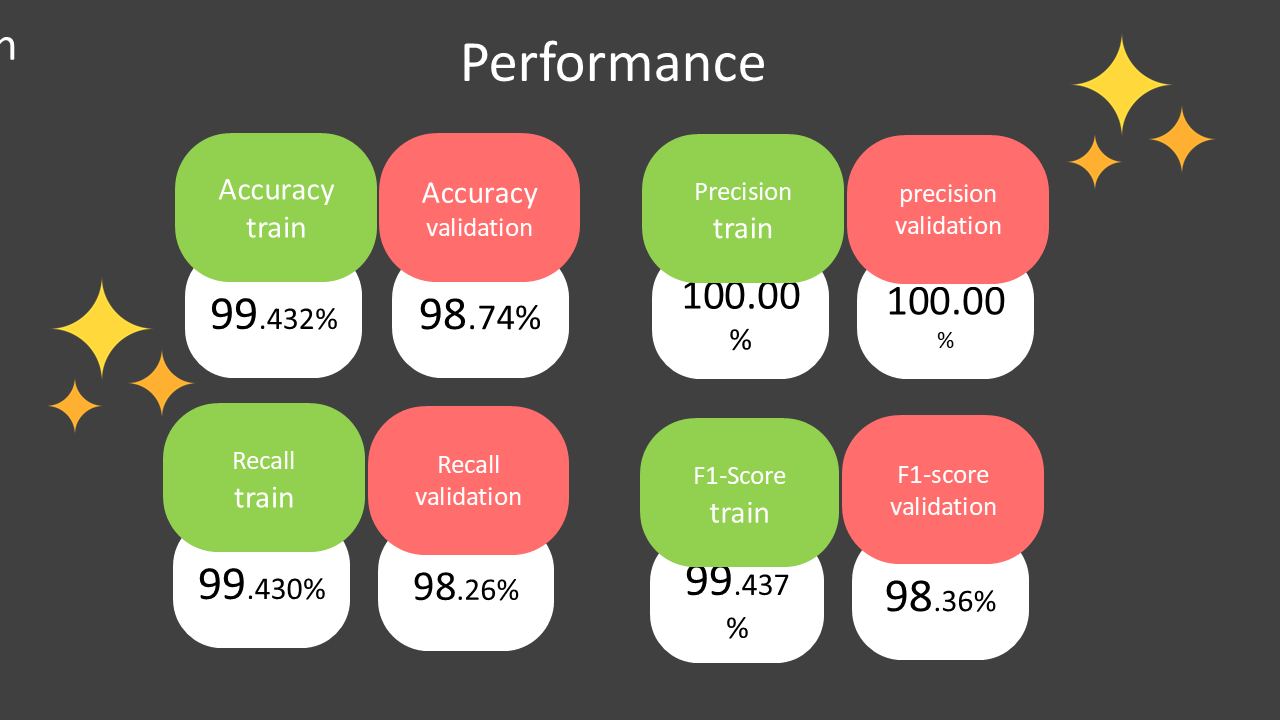 n
Performance
Accuracy
train
99.432%
Accuracy
validation
98.74%
Precision
train
100.00
%
precision
validation
100.00
%
Recall
train
99.430%
Recall
validation
98.26%
F1-Score
train
99.437
%
F1-score
validation
98.36%